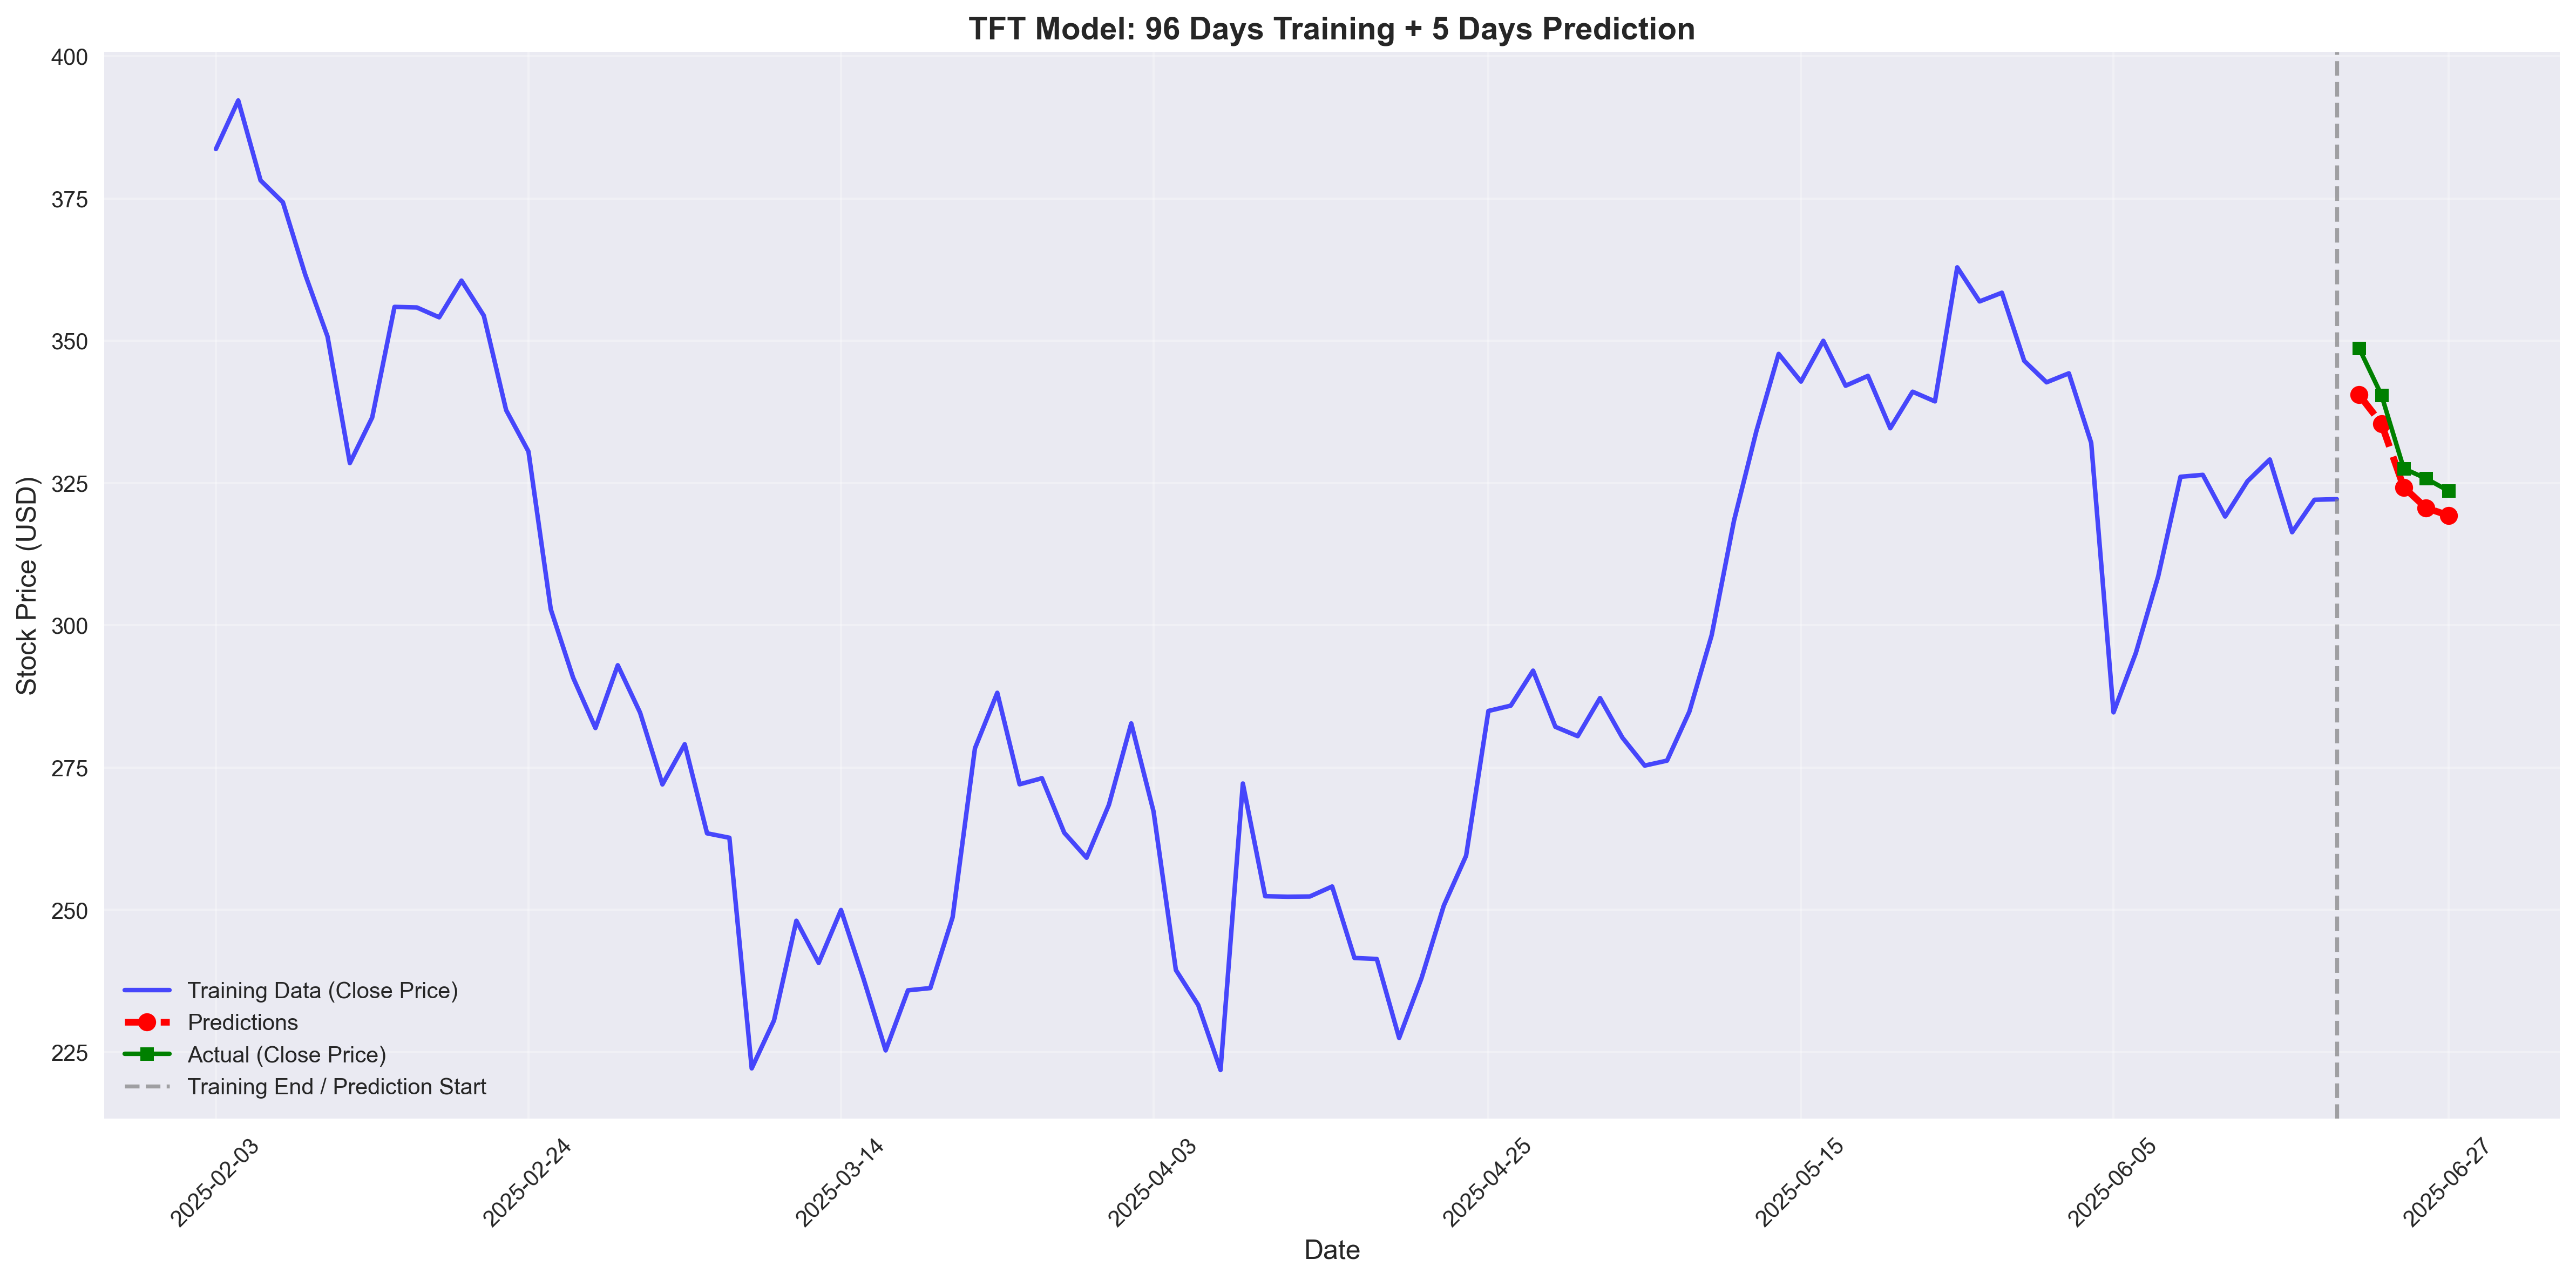 TFT Model: 96 Days Training + 5 Days Prediction
Stock Price (USD)
400
375
350
325
300
275
250
225
Training Data (Close Price)
Predictions
Actual (Close Price)
Training End / Prediction Start
2025-02-03
2025-02-24
2025-03-14
2025-04-03
2025-04-25
2025-05-15
2025-06-05
2025-06-27
Date